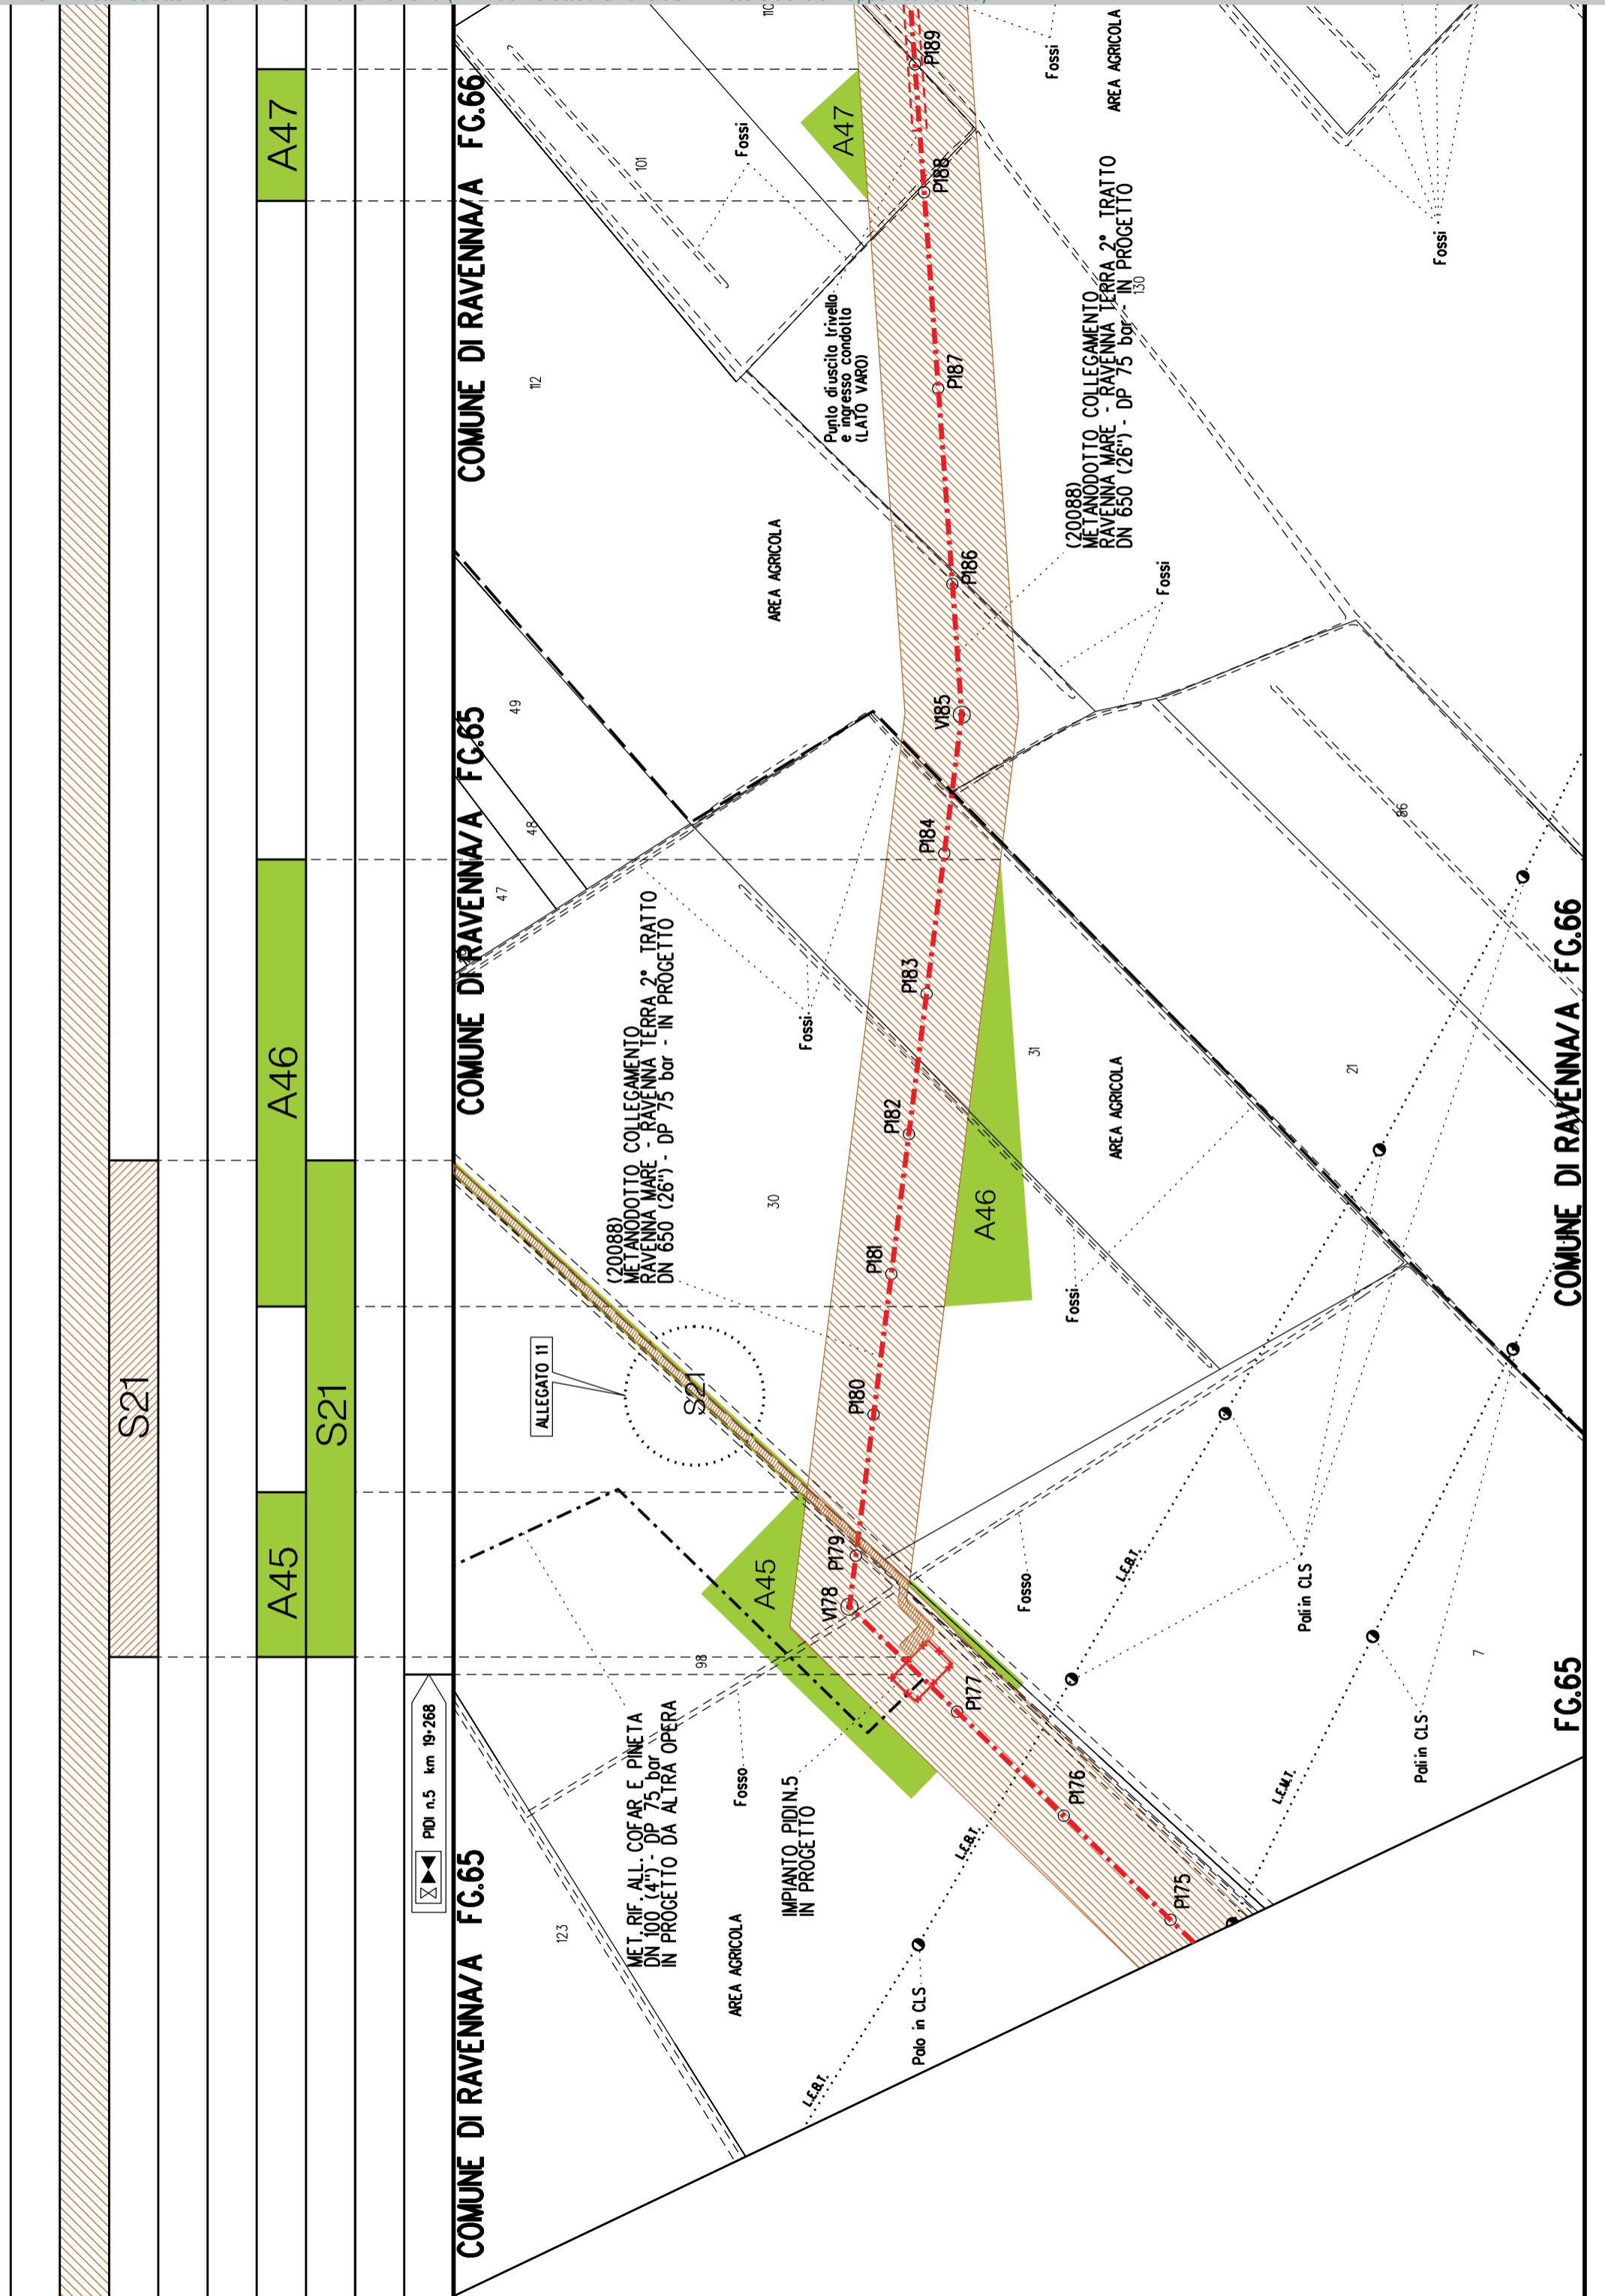 A47
A46
S21
S21
A45
PIDI n.5 km 19+268
COMUNE DI RAVENNA/A FG.66
COMUNE DI RAVENNA/A FG.65
COMUNE DI RAVENNA/A FG.65
COMUNE DI RAVENNA/A FG.66
FG.65
110
101
112
49
48
47
30
31
130
86
21
98
123
7
Fossi
Fossi
Fossi
Fossi
Fossi
Fossi
Fosso
Fosso
AREA AGRICOLA
AREA AGRICOLA
AREA AGRICOLA
AREA AGRICOLA
A47
A46
A45
S21
ALLEGATO 11
Punto di uscita trivella
e ingresso condotta
(LATO VARO)
(20088)
METANODOTTO COLLEGAMENTO
RAVENNA MARE - RAVENNA TERRA 2° TRATTO
DN 650 (26") - DP 75 bar - IN PROGETTO
(20088)
METANODOTTO COLLEGAMENTO
RAVENNA MARE - RAVENNA TERRA 2° TRATTO
DN 650 (26") - DP 75 bar - IN PROGETTO
MET. RIF. ALL. COFAR E PINETA
DN 100 (4") - DP 75 bar
IN PROGETTO DA ALTRA OPERA
IMPIANTO PIDI N.5
IN PROGETTO
P189
P188
P187
P186
V185
P184
P183
P182
P181
P180
P179
V178
P177
P176
P175
L.E.B.T.
L.E.B.T.
L.E.B.T.
L.E.M.T.
Palo in CLS
Pali in CLS
Pali in CLS